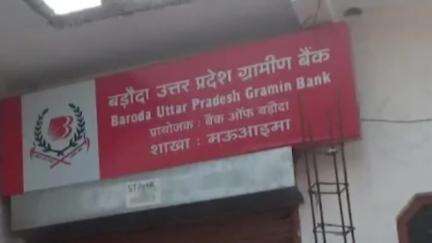 बड़ौदा उत्तर प्रदेश ग्रामीण बैंक
Baroda Uttar Pradesh Gramin Bank
प्रायोजक : बैंक ऑफ बड़ौदा
शाखा : मऊआइमा